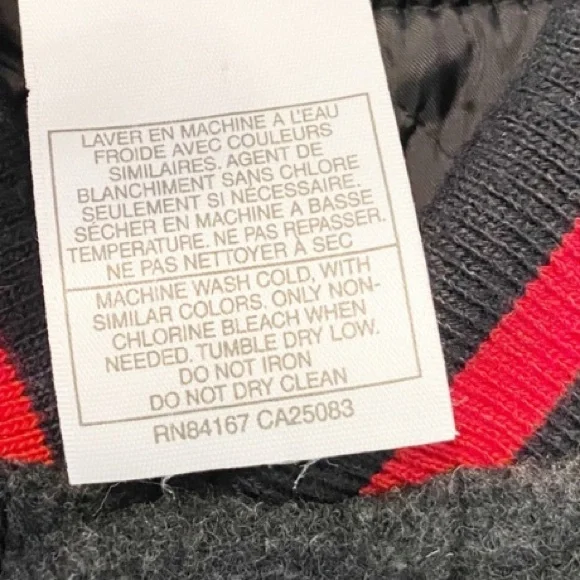 LAVER EN MACHINE A L'EAU
FROIDE AVEC COULEURS
SIMILAIRES. AGENT DE
BLANCHIMENT SANS CHLORE
SEULEMENT SI NÉCESSAIRE.
SÉCHER EN MACHINE A BASSE
TEMPERATURE. NE PAS REPASSER.
NE PAS NETTOYER À SEC
MACHINE WASH COLD, WITH
SIMILAR COLORS. ONLY NON-
CHLORINE BLEACH WHEN
NEEDED. TUMBLE DRY LOW.
DO NOT IRON
DO NOT DRY CLEAN
RN84167 CA25083